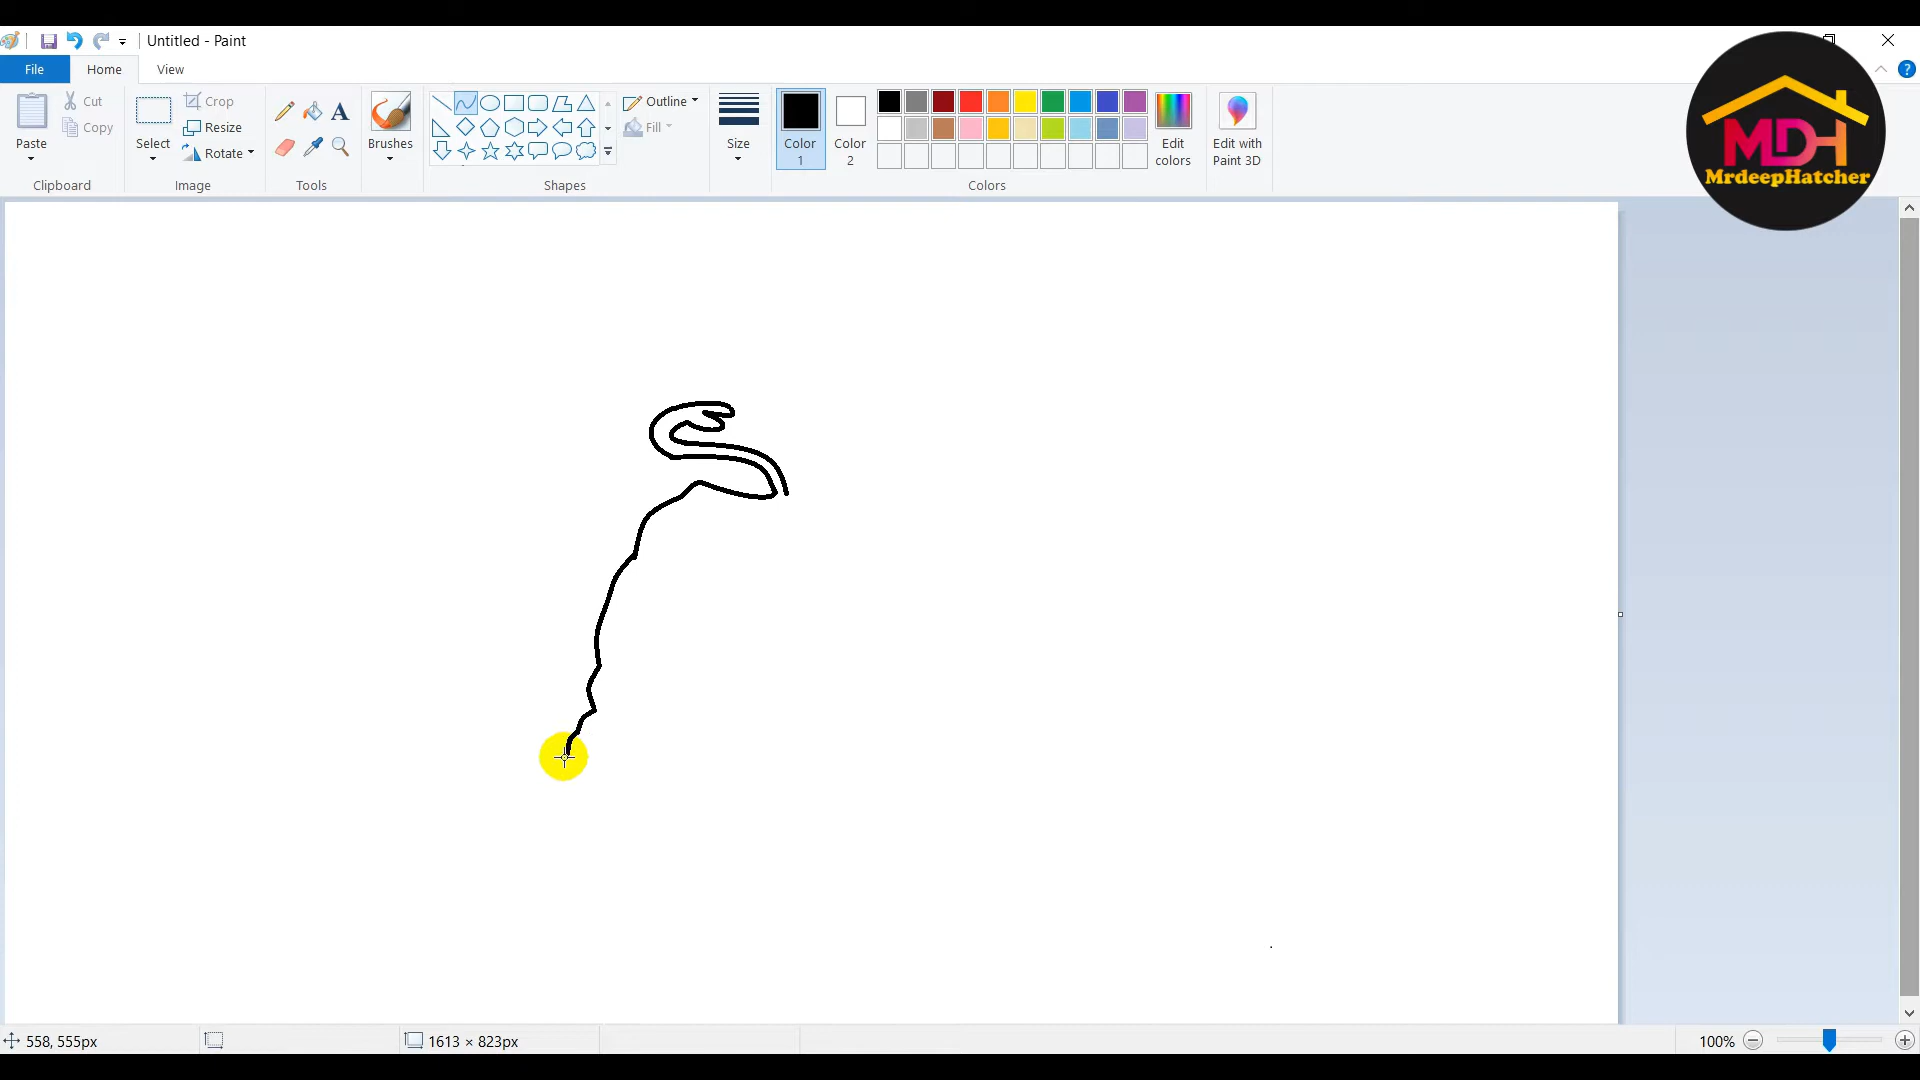 Untitled - Paint
File
Home
View
Paste
Cut
Copy
Clipboard
Select
Crop
Resize
Rotate
Image
A
Tools
Brushes
Outline
Fill
Shapes
Size
Color
1
Color
2
Edit
colors
Colors
Edit with
Paint 3D
?
MDH
MrdeepHatcher
558, 555px
1613 × 823px
100%